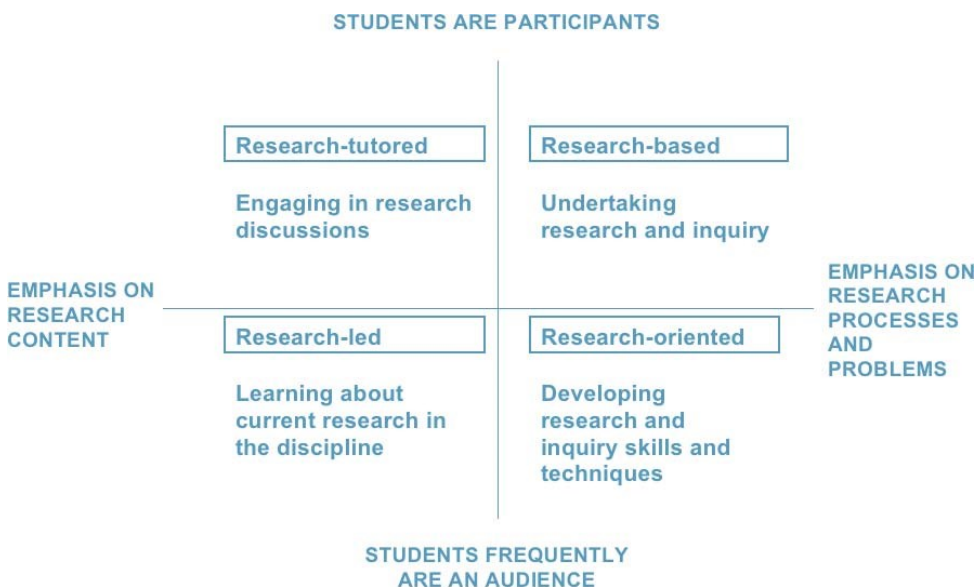 STUDENTS ARE PARTICIPANTS
Research-tutored
Engaging in research
discussions
Research-based
Undertaking
research and inquiry
EMPHASIS ON
RESEARCH
CONTENT
EMPHASIS ON
RESEARCH
PROCESSES
AND
PROBLEMS
Research-led
Learning about
current research in
the discipline
Research-oriented
Developing
research and
inquiry skills and
techniques
STUDENTS FREQUENTLY
ARE AN AUDIENCE